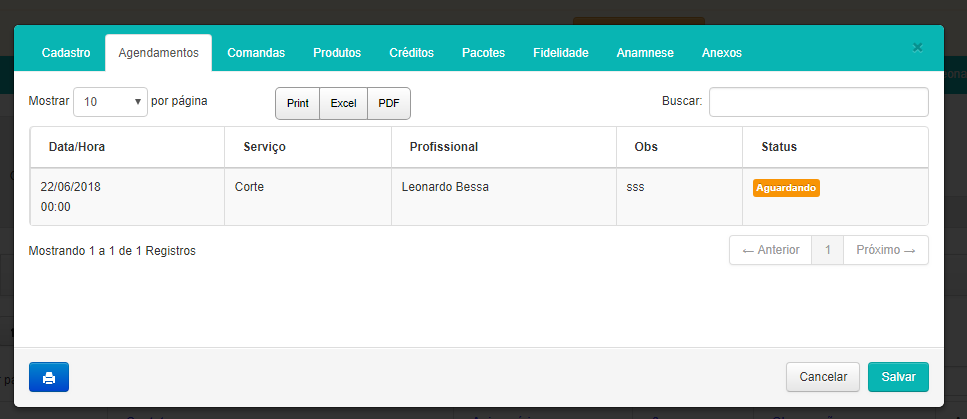 Cadastro Agendamentos Comandas Produtos Créditos Pacotes Fidelidade Anamnese Anexos ×
Mostrar 10 por página Print Excel PDF Buscar:
Data/Hora Serviço Profissional Obs Status
22/06/2018 Corte Leonardo Bessa sss Aguardando
00:00
Mostrando 1 a 1 de 1 Registros ← Anterior 1 Próximo →
Cancelar Salvar